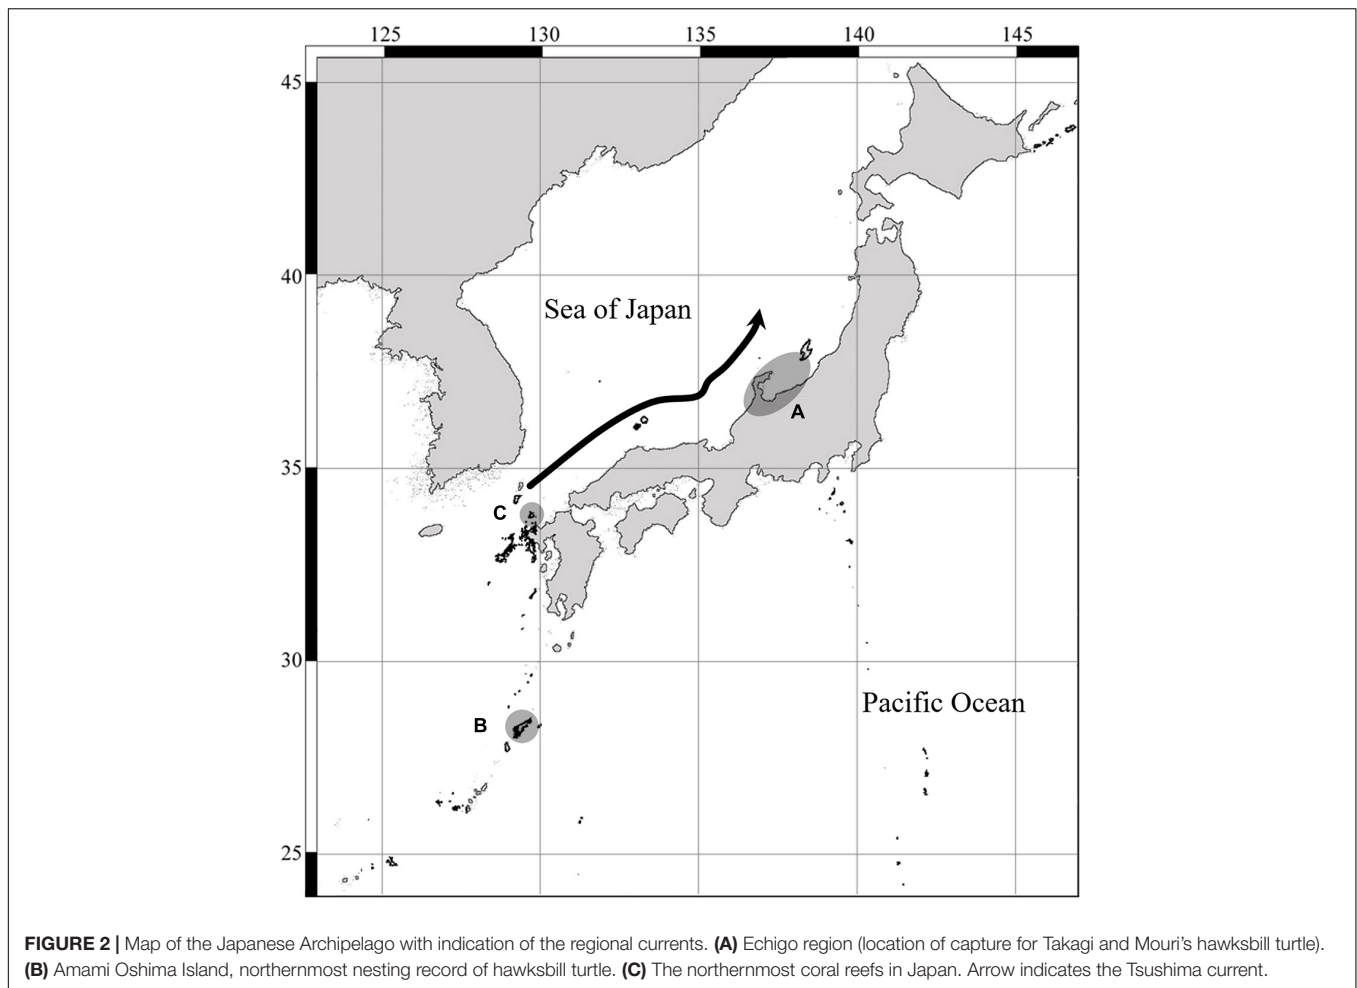 125 130 135 140 145
45
40
Sea of Japan
A
35
C
30
Pacific Ocean
B
25
FIGURE 2 | Map of the Japanese Archipelago with indication of the regional currents. (A) Echigo region (location of capture for Takagi and Mouri's hawksbill turtle).
(B) Amami Oshima Island, northernmost nesting record of hawksbill turtle. (C) The northernmost coral reefs in Japan. Arrow indicates the Tsushima current.